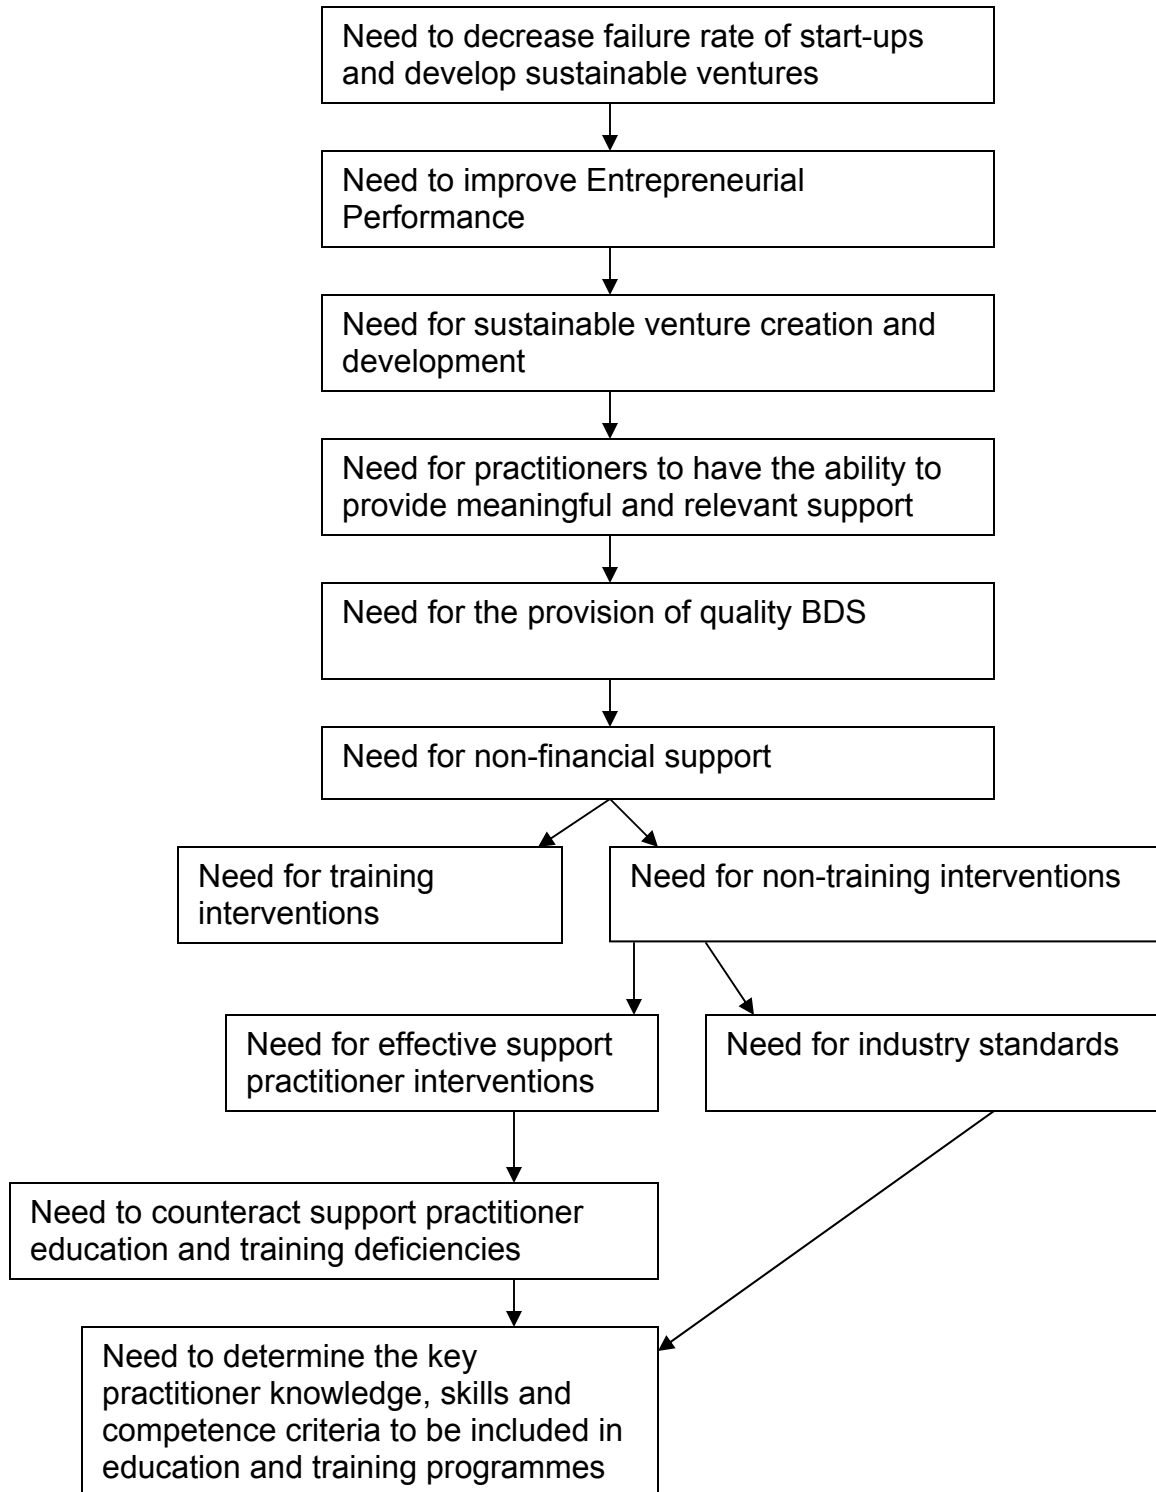 Need to decrease failure rate of start-ups
and develop sustainable ventures
Need to improve Entrepreneurial
Performance
Need for sustainable venture creation and
development
Need for practitioners to have the ability to
provide meaningful and relevant support
Need for the provision of quality BDS
Need for non-financial support
Need for training
interventions
Need for non-training interventions
Need for effective support
practitioner interventions
Need for industry standards
Need to counteract support practitioner
education and training deficiencies
Need to determine the key
practitioner knowledge, skills and
competence criteria to be included in
education and training programmes